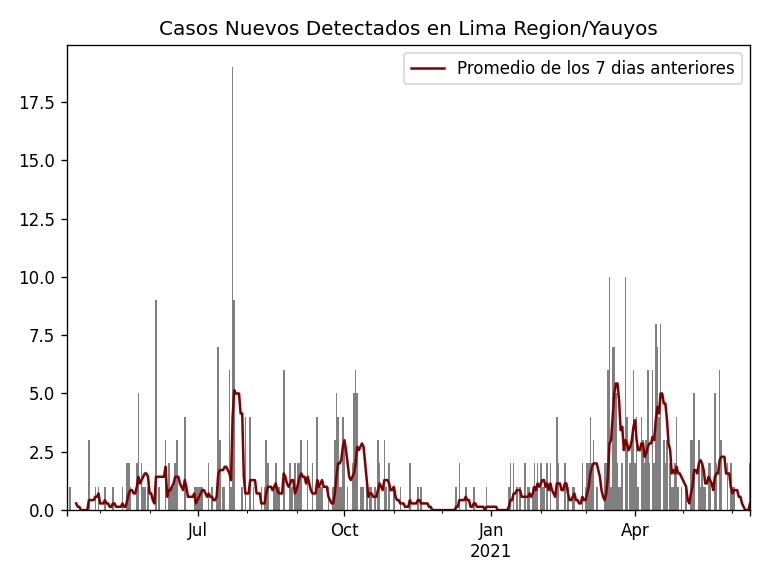 Casos Nuevos Detectados en Lima Region/Yauyos
Promedio de los 7 dias anteriores
17.5
15.0
12.5
10.0
7.5
5.0
2.5
0.0
Jul
Oct
Jan
Apr
2021